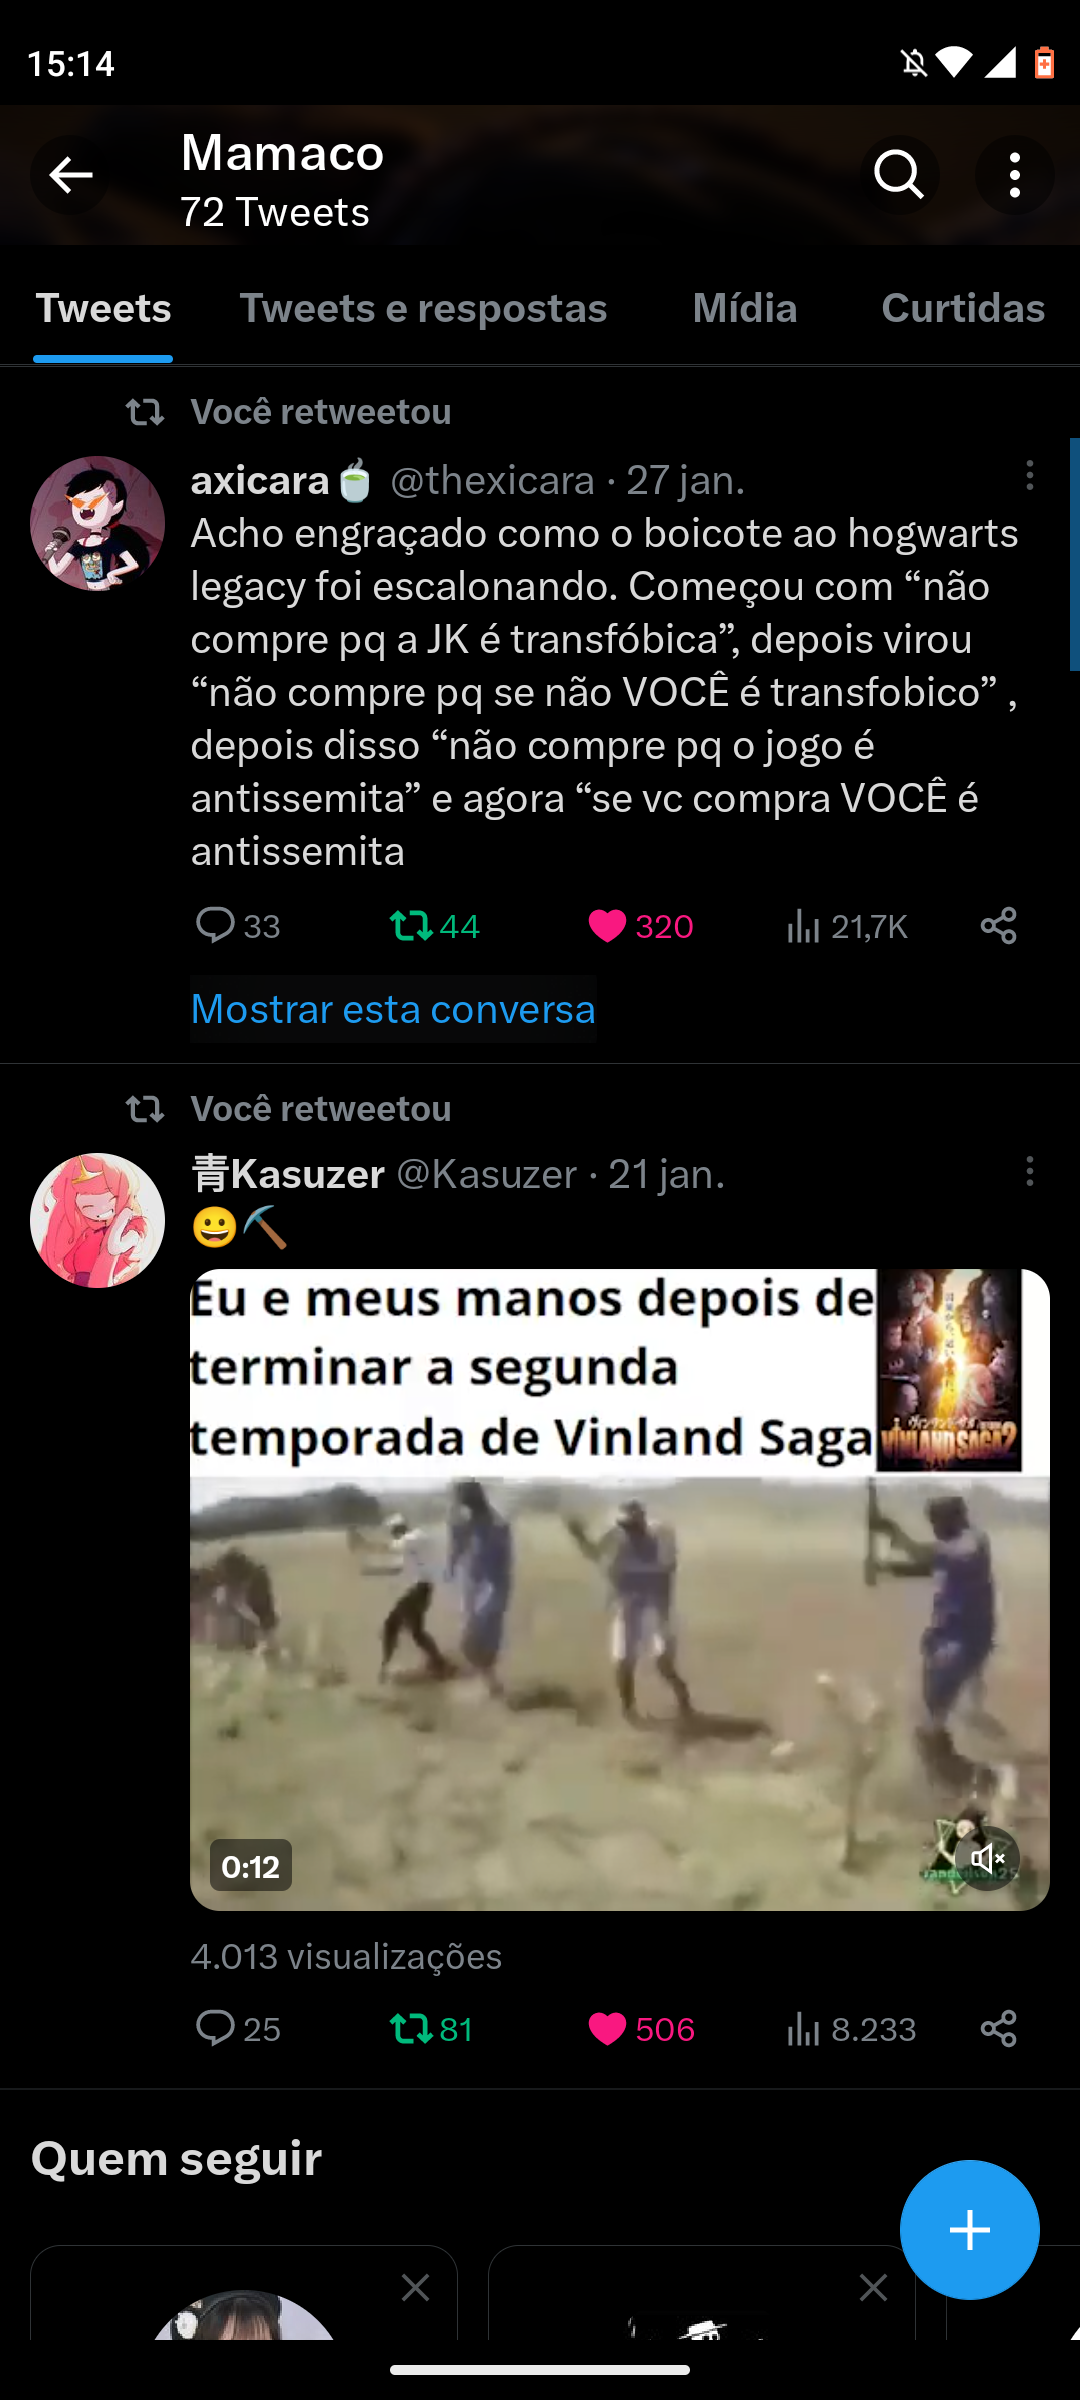 15:14
Mamaco
72 Tweets
Tweets
Tweets e respostas
Mídia
Curtidas
Você retweetou
axicara🍵 @thexicara · 27 jan.
Acho engraçado como o boicote ao hogwarts
legacy foi escalonando. Começou com “não
compre pq a JK é transfóbica”, depois virou
“não compre pq se não VOCÊ é transfobico” ,
depois disso “não compre pq o jogo é
antissemita” e agora “se vc compra VOCÊ é
antissemita
33
44
320
21,7K
Mostrar esta conversa
Você retweetou
青Kasuzer @Kasuzer · 21 jan.
😀⛏️
Eu e meus manos depois de
terminar a segunda
temporada de Vinland Saga
VINLAND SAGA 2
0:12
4.013 visualizações
25
81
506
8.233
Quem seguir